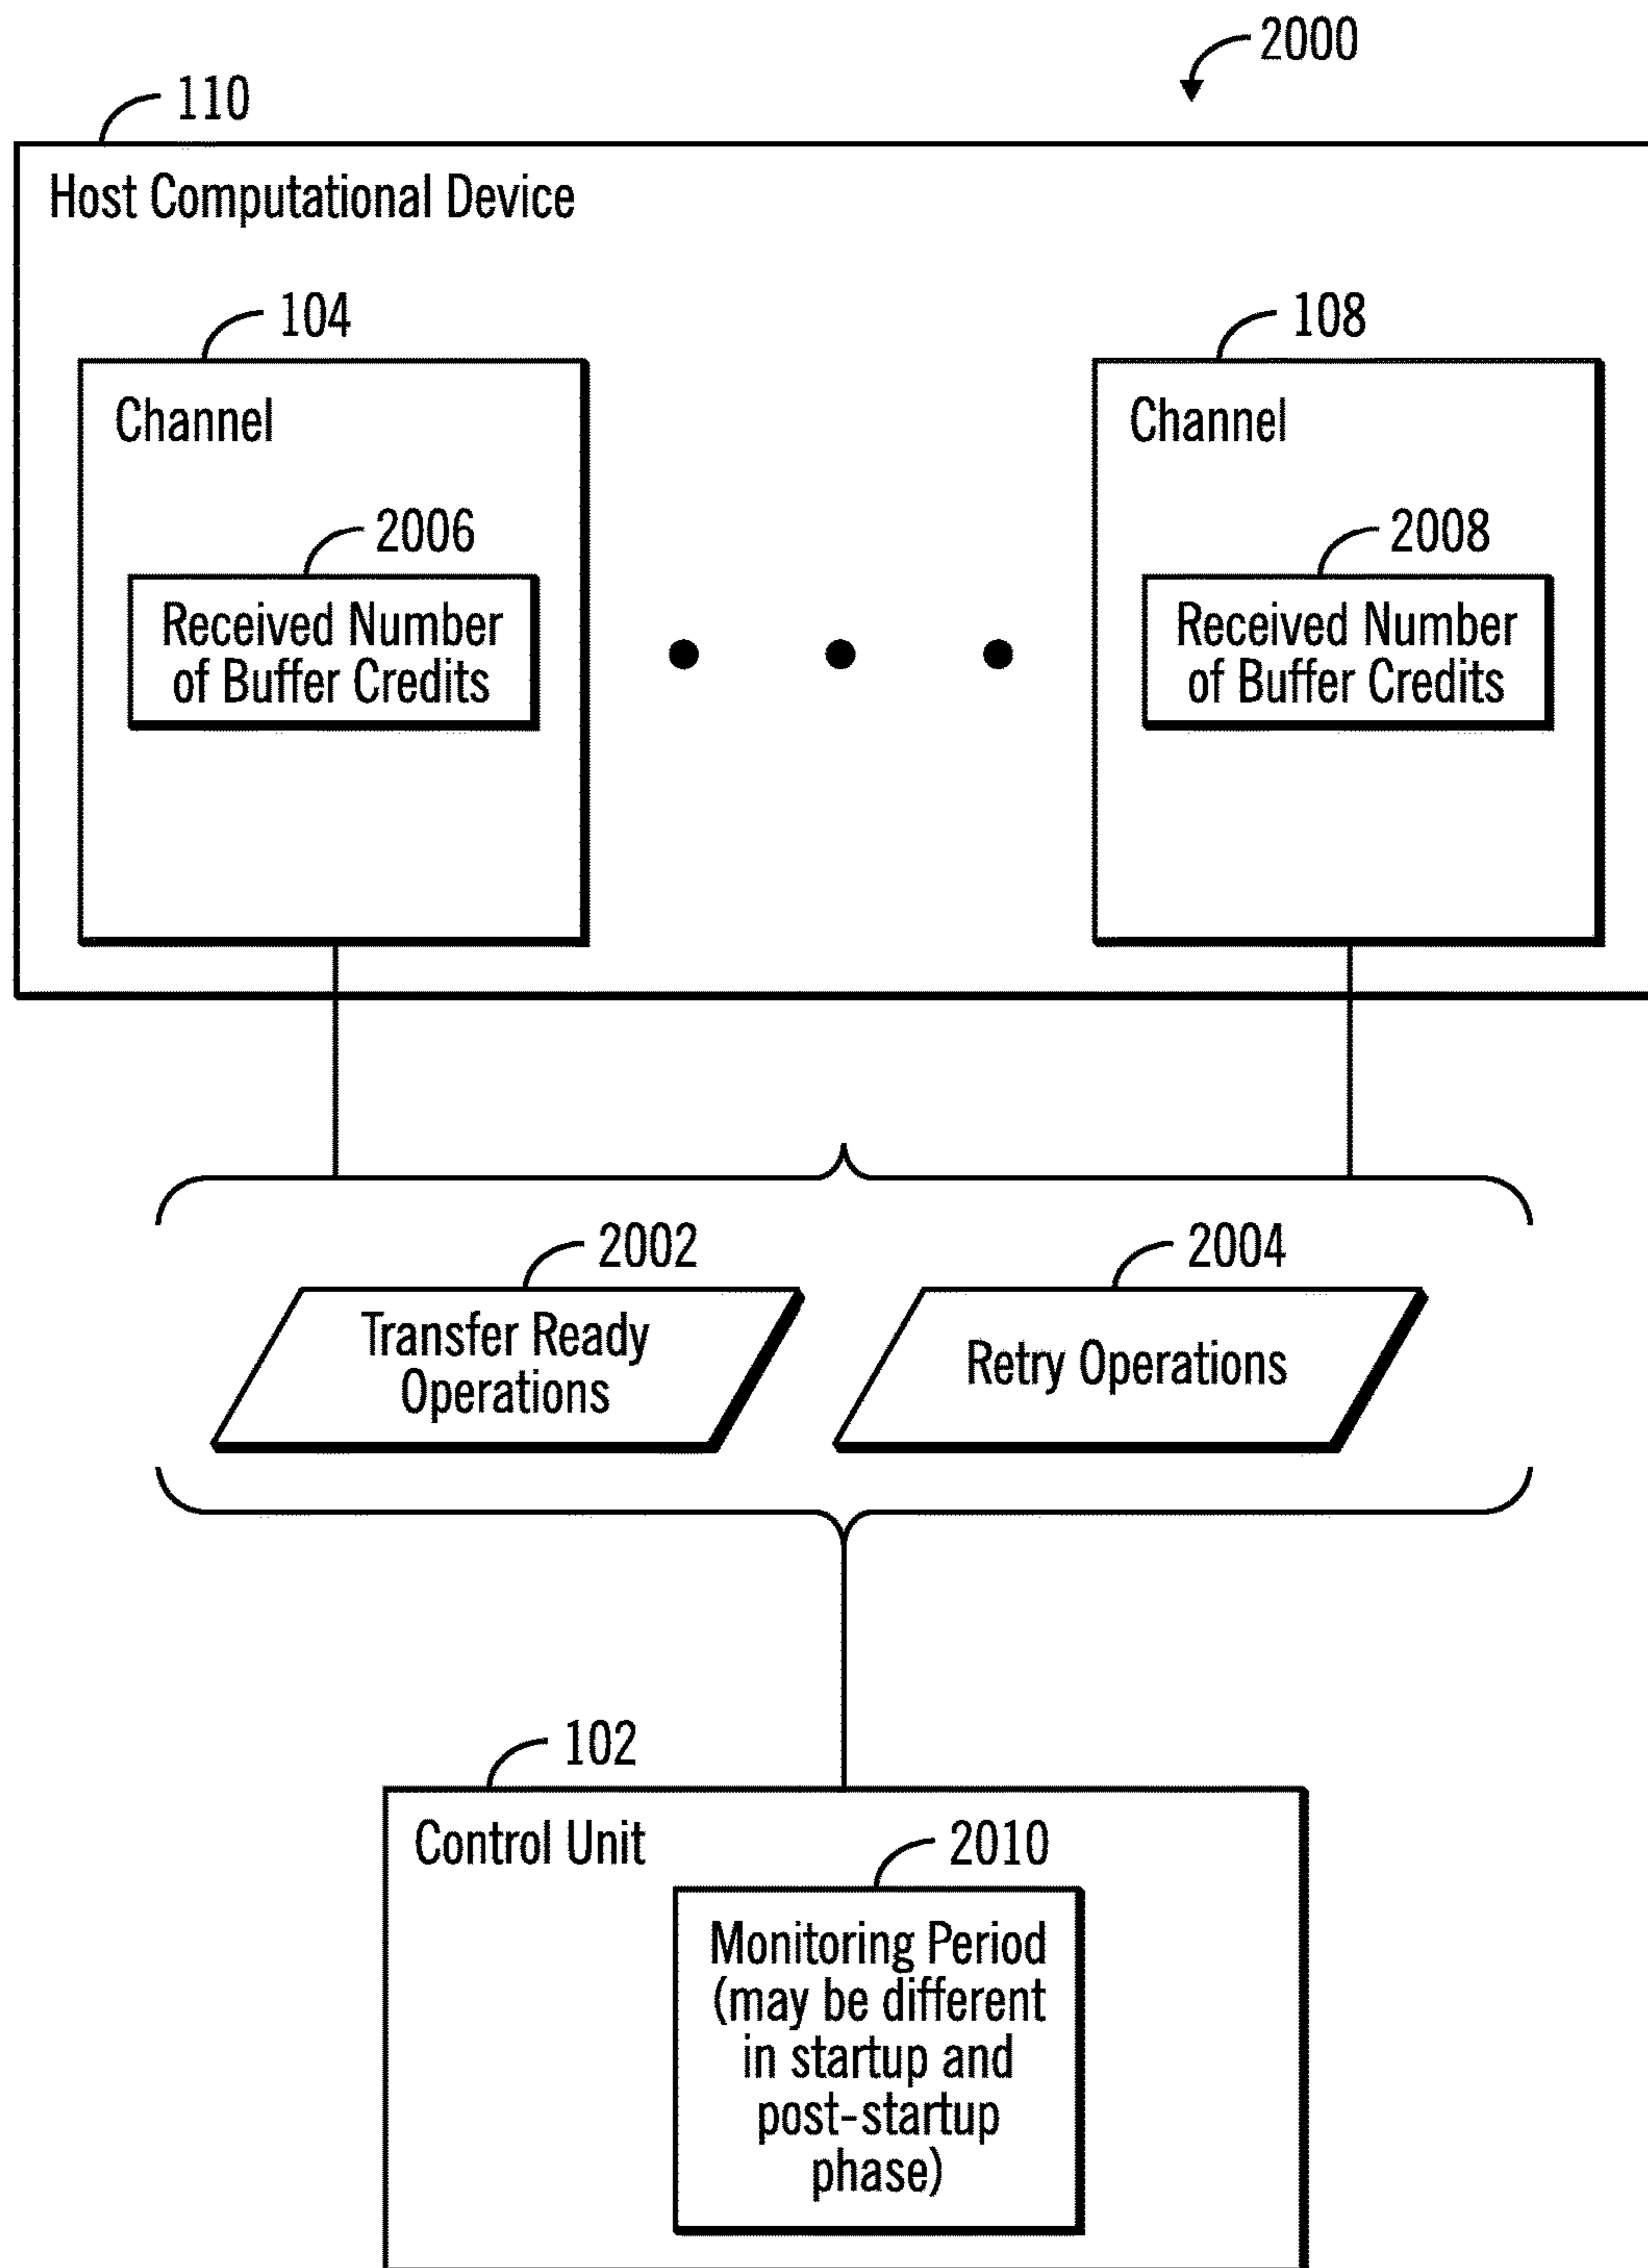 2000
110
Host Computational Device
104
108
Channel
Channel
2006
2008
Received Number
of Buffer Credits
Received Number
of Buffer Credits
2002
2004
Transfer Ready
Operations
Retry Operations
102
Control Unit
2010
Monitoring Period
(may be different
in startup and
post-startup
phase)